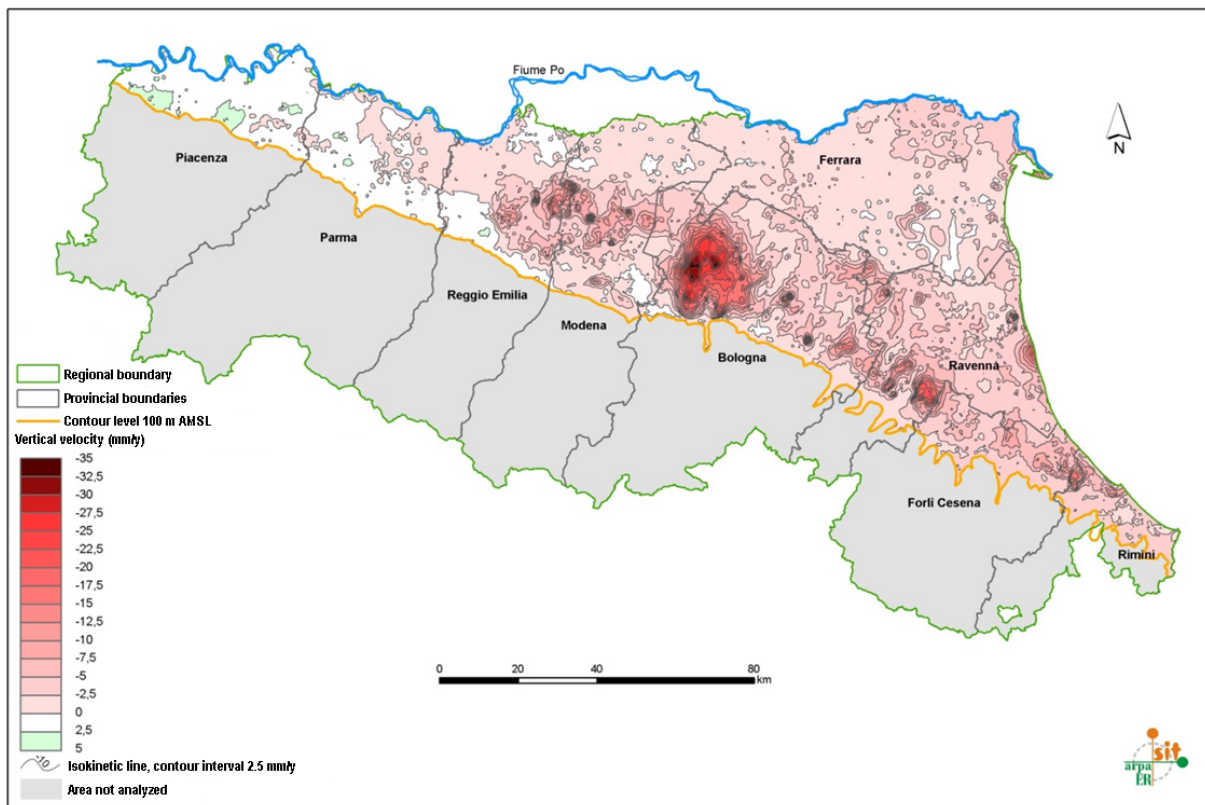 Fiume Po
N
Piacenza
Ferrara
Parma
Reggio Emilia
Modena
Bologna
Ravenna
Forlì Cesena
Rimini
Regional boundary
Provincial boundaries
Contour level 100 m AMSL
Vertical velocity (mm/y)
-35
-32,5
-30
-27,5
-25
-22,5
-20
-17,5
-15
-12,5
-10
-7,5
-5
-2,5
0
2,5
5
-10
Isokinetic line, contour interval 2.5 mm/y
Area not analyzed
0 20 40 80
km
sit
arpa
ER